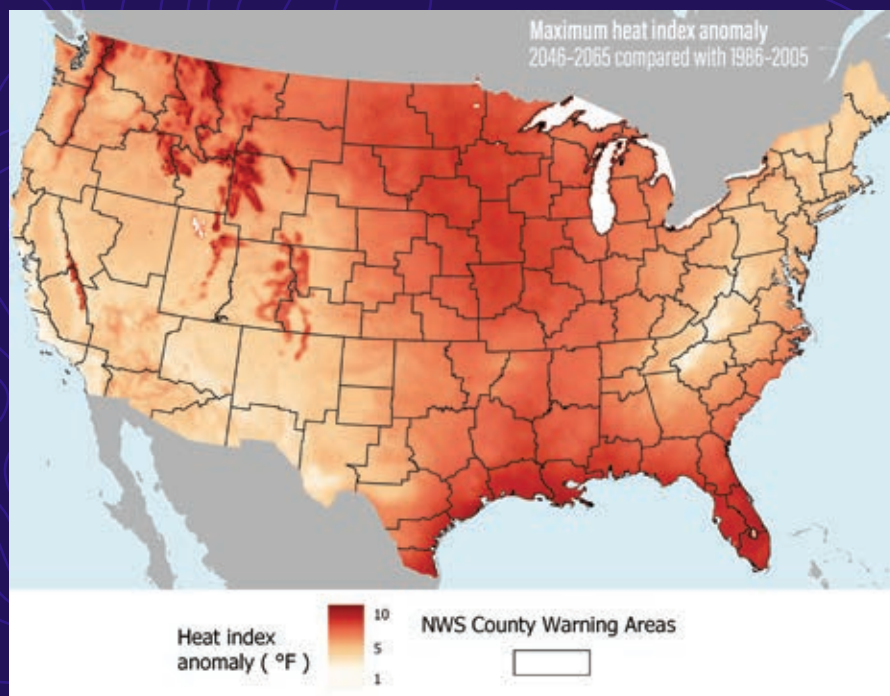 Maximum heat index anomaly
2046–2065 compared with 1986–2005
Heat index
anomaly ( °F )
10
5
1
NWS County Warning Areas